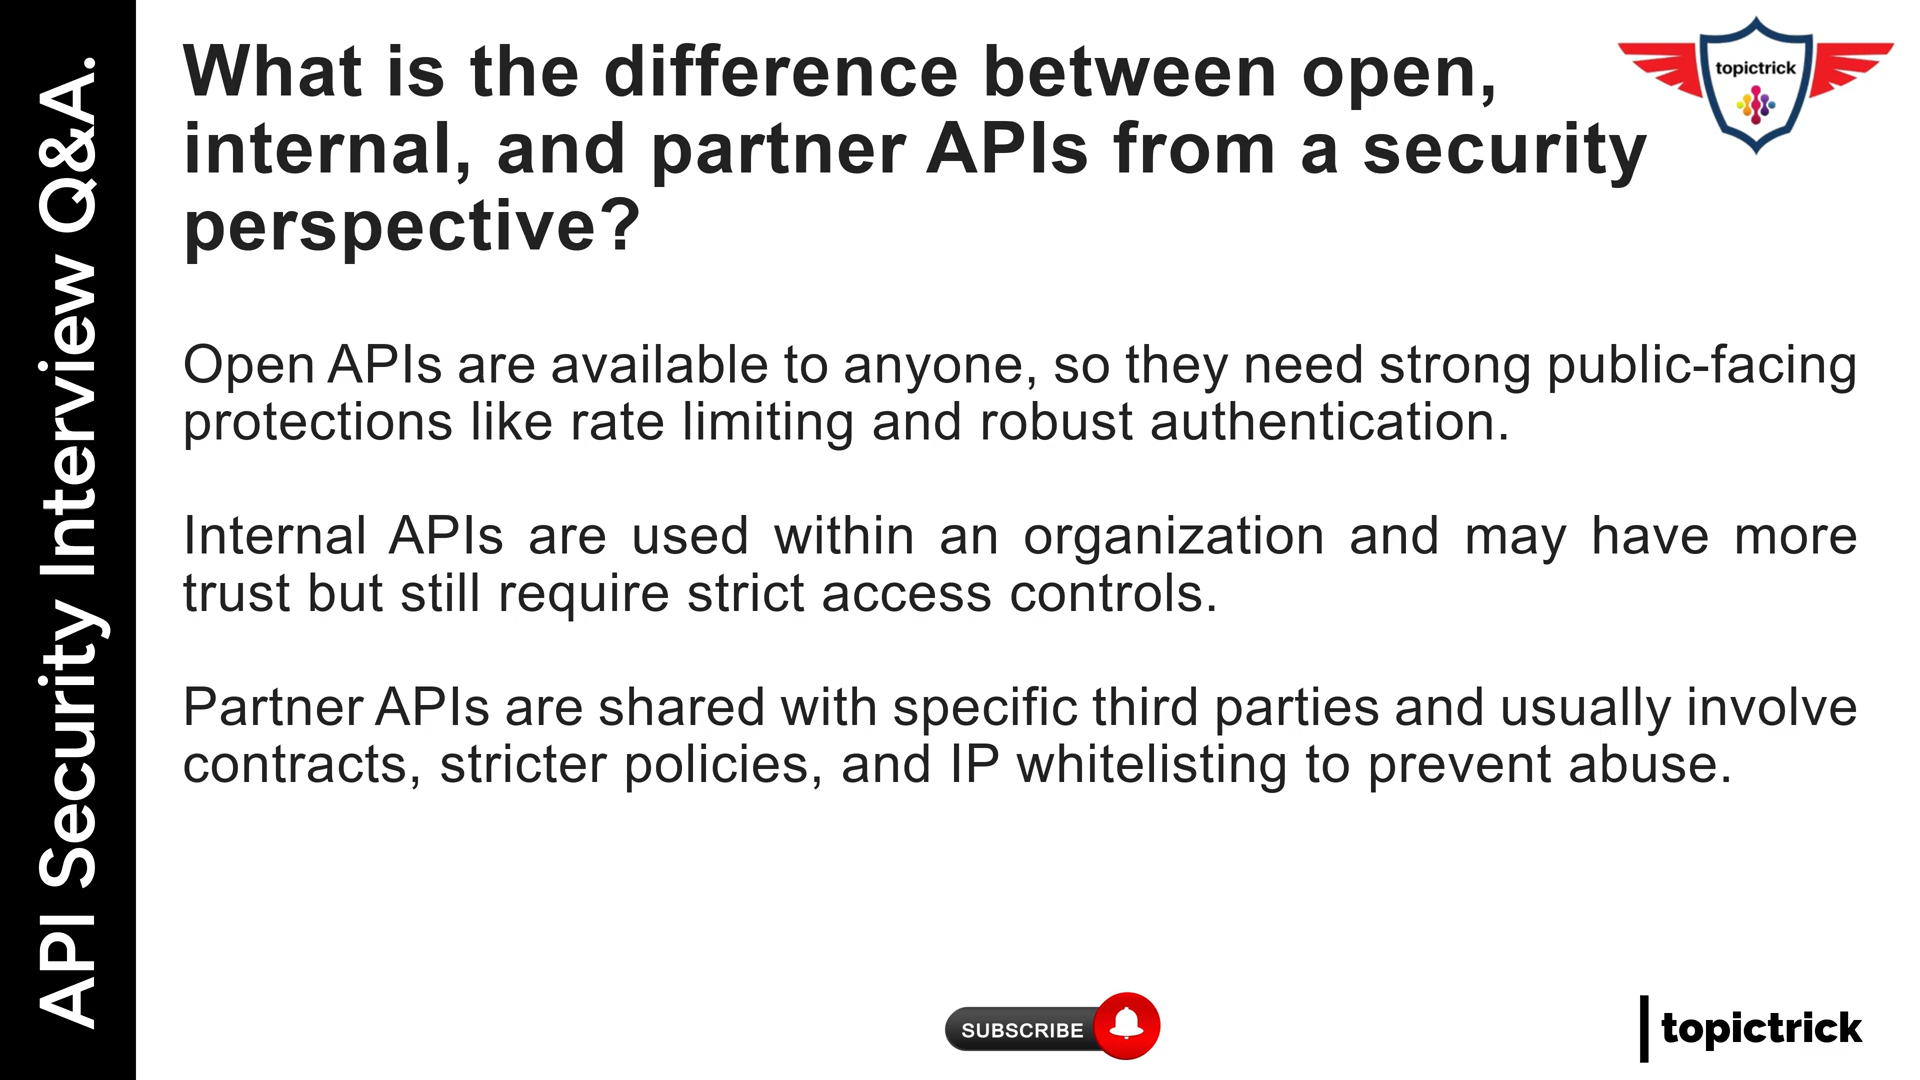 API Security Interview Q&A.
What is the difference between open,
internal, and partner APIs from a security
perspective?
topictrick
Open APIs are available to anyone, so they need strong public-facing
protections like rate limiting and robust authentication.
Internal APIs are used within an organization and may have more
trust but still require strict access controls.
Partner APIs are shared with specific third parties and usually involve
contracts, stricter policies, and IP whitelisting to prevent abuse.
SUBSCRIBE
topictrick